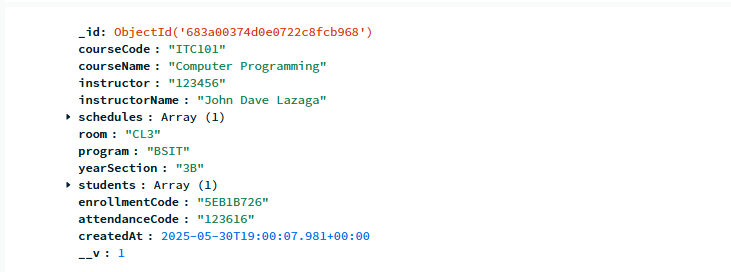 _id: ObjectId('683a00374d0e0722c8fcb968')
courseCode : "ITC101"
courseName : "Computer Programming"
instructor : "123456"
instructorName : "John Dave Lazaga"
schedules : Array (1)
room : "CL3"
program : "BSIT"
yearSection : "3B"
students : Array (1)
enrollmentCode : "5EB1B726"
attendanceCode : "123616"
createdAt : 2025-05-30T19:00:07.981+00:00
__v : 1